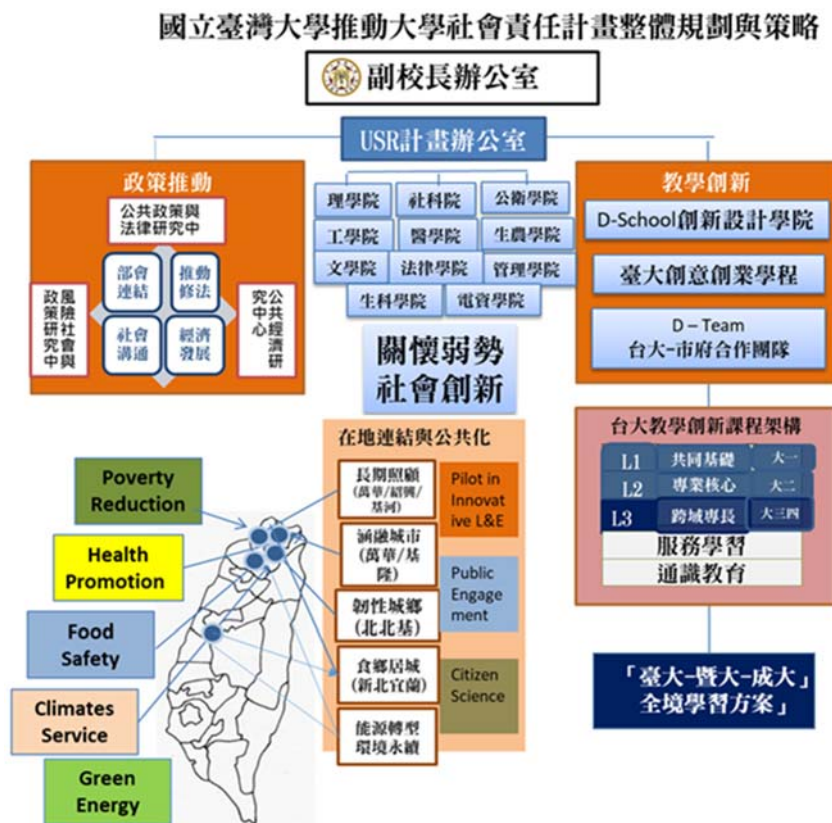 國立臺灣大學推動大學社會責任計畫整體規劃與策略
副校長辦公室
USR計畫辦公室
政策推動
公共政策與
法律研究中
部會
連結
推動
修法
社會
溝通
經濟
發展
風險社會與
政策研究中
公共經濟研
究中心
理學院
社科院
公衛學院
工學院
醫學院
生農學院
文學院
法律學院
管理學院
生科學院
電資學院
關懷弱勢
社會創新
教學創新
D-School創新設計學院
臺大創意創業學程
D – Team
台大-市府合作團隊
台大教學創新課程架構
L1 共同基礎 大一
L2 專業核心 大二
L3 跨域專長 大三四
服務學習
通識教育
「臺大-暨大-成大」
全境學習方案」
在地連結與公共化
長期照顧
(萬華/紹興/
基河)
涵融城市
(萬華/基
隆)
韌性城鄉
(北北基)
食鄉居城
(新北宜蘭)
能源轉型
環境永續
Pilot in
Innovat
ive L&E
Public
Engage
ment
Citizen
Science
Poverty
Reduction
Health
Promotion
Food
Safety
Climates
Service
Green
Energy